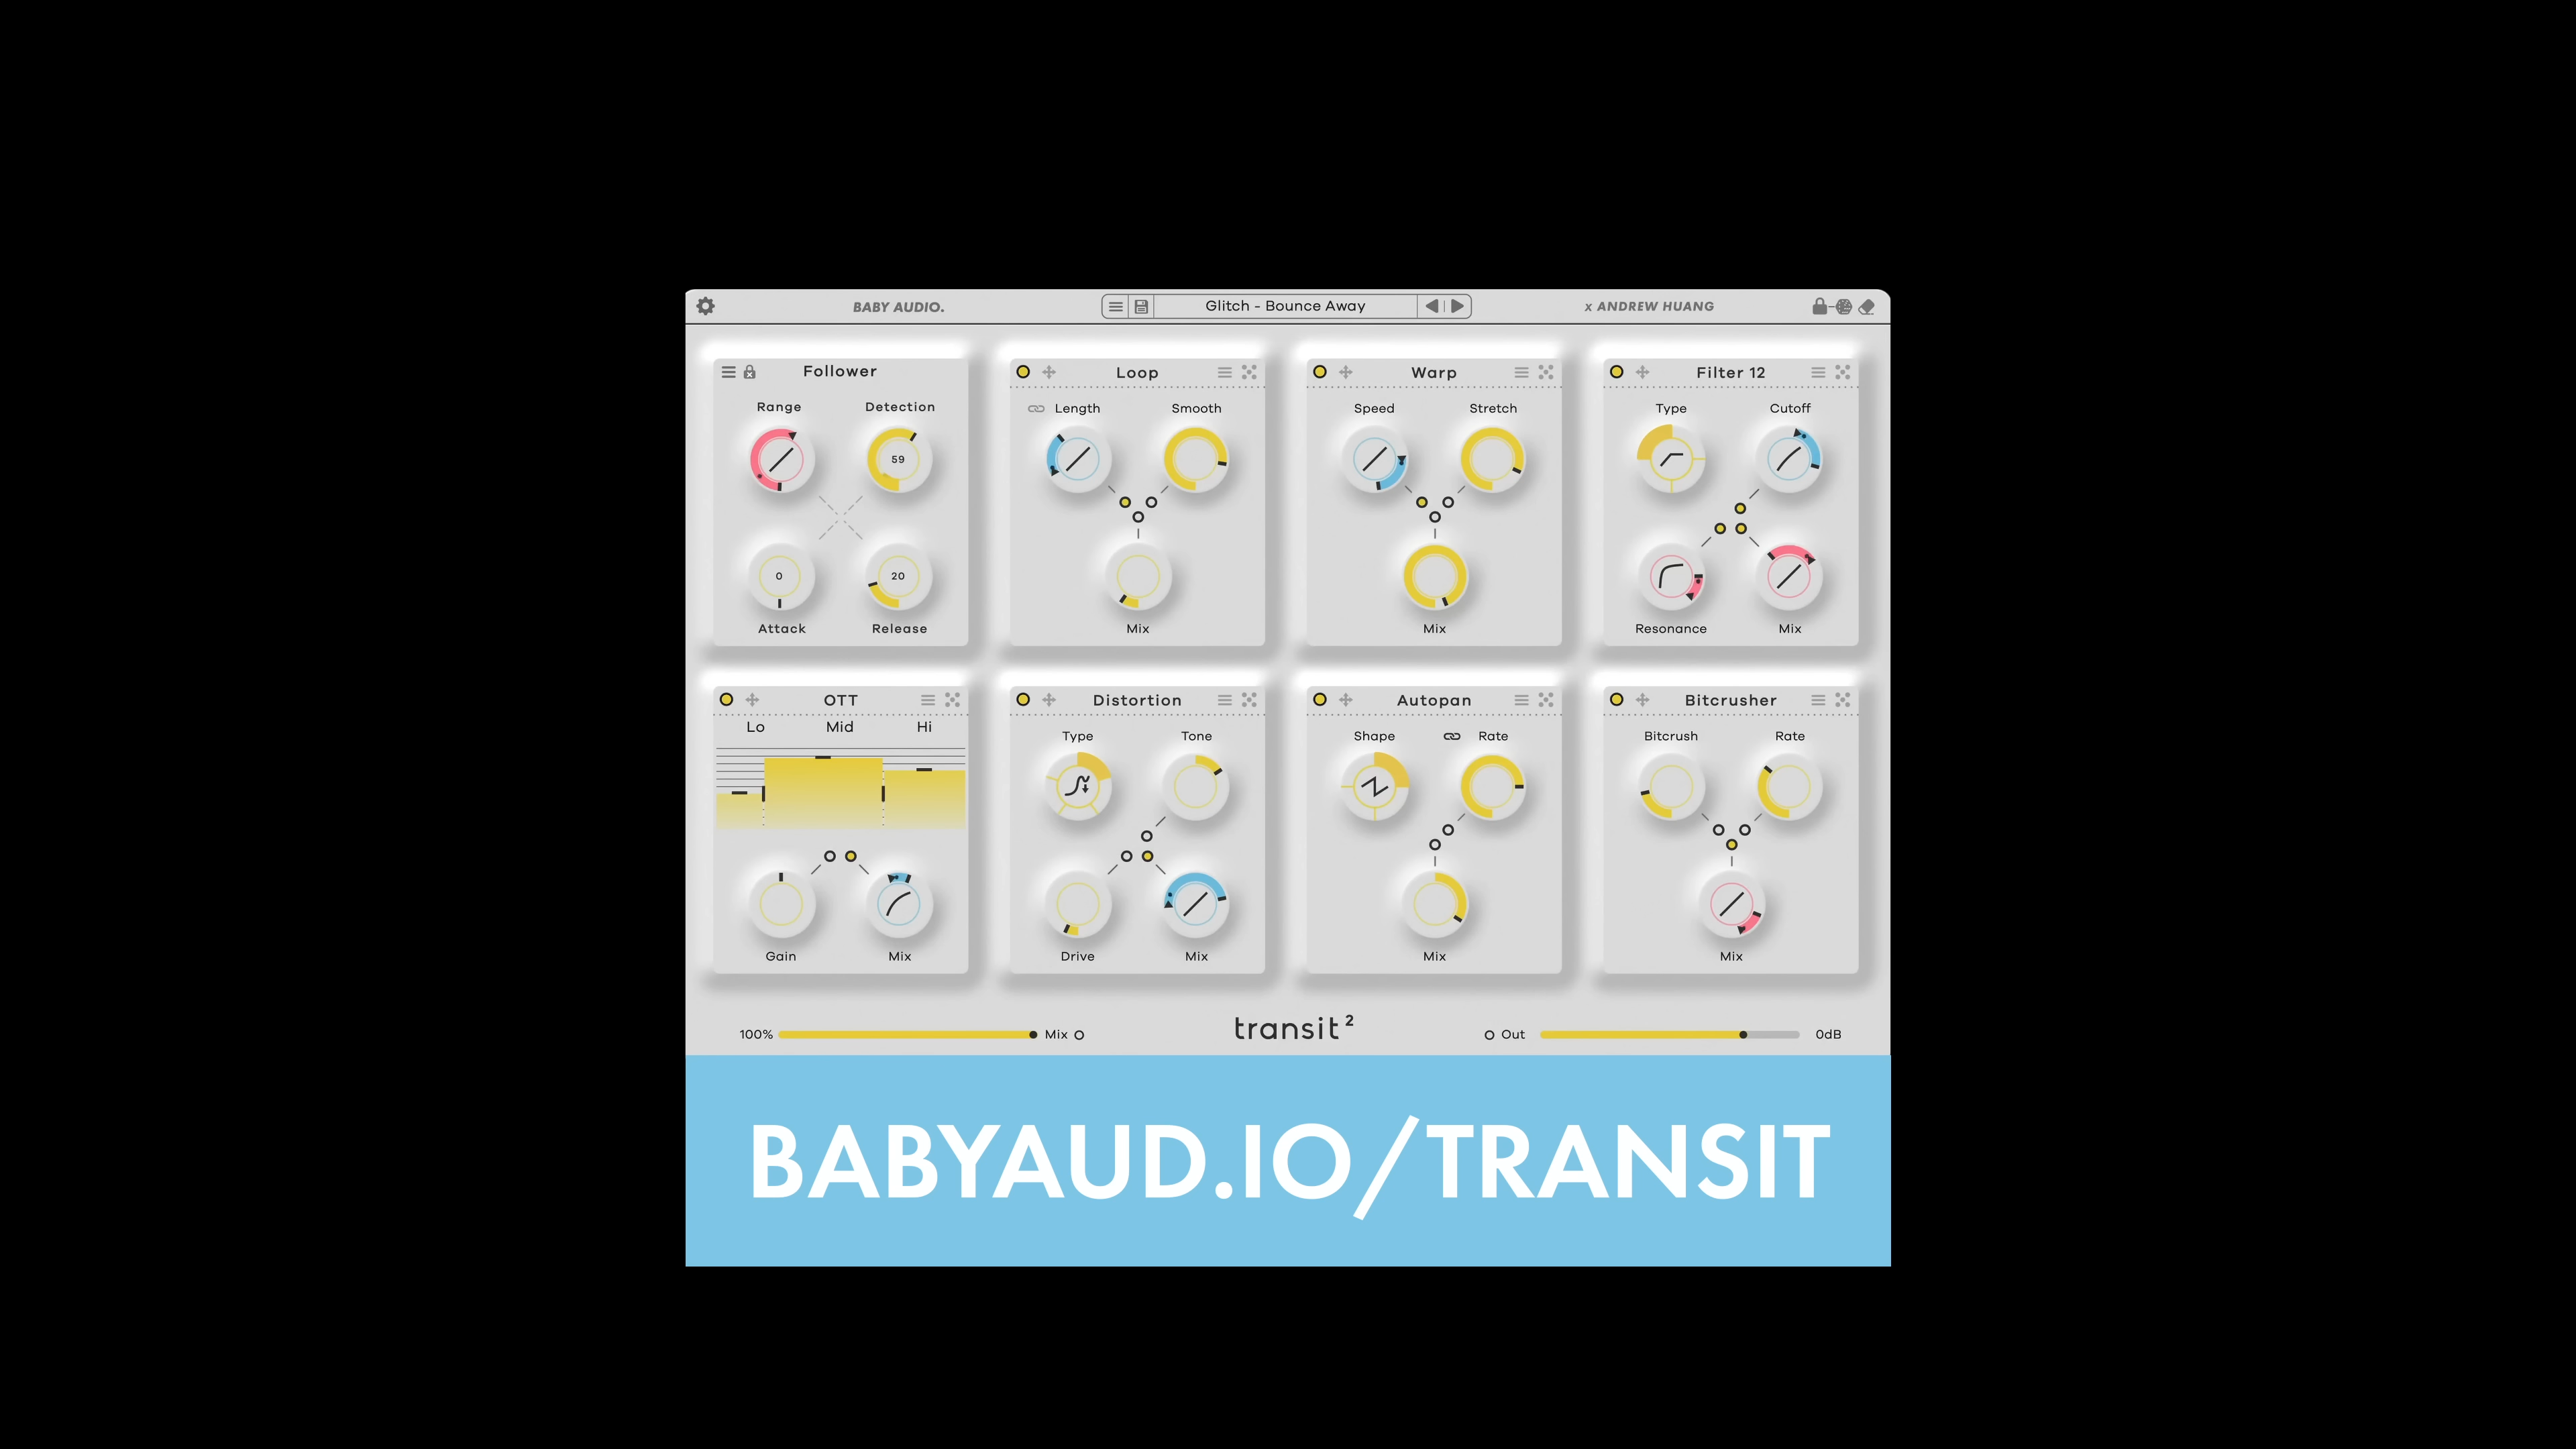 BABY AUDIO. Glitch - Bounce Away x ANDREW HUANG
Follower Loop Warp Filter 12
Range Detection Length Smooth Speed Stretch Type Cutoff
59
0 20
Attack Release Mix Mix Resonance Mix
OTT Distortion Autopan Bitcrusher
Lo Mid Hi Type Tone Shape Rate Bitcrush Rate
Gain Mix Drive Mix Mix Mix
100% Mix transit² Out 0dB
BABYAUD.IO/TRANSIT